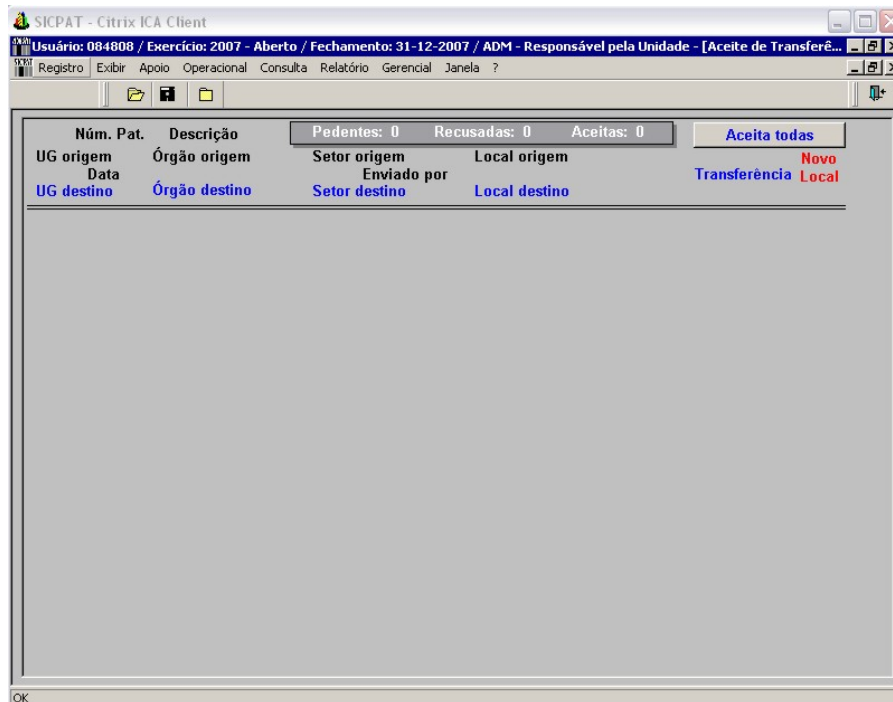 SICPAT - Citrix ICA Client
Usuário: 084808 / Exercício: 2007 - Aberto / Fechamento: 31-12-2007 / ADM - Responsável pela Unidade - [Aceite de Transferê...
Registro Exibir Apoio Operacional Consulta Relatório Gerencial Janela ?
Núm. Pat. Descrição Pedentes: 0 Recusadas: 0 Aceitas: 0 Aceita todas
UG origem Órgão origem Setor origem Local origem Novo
Data Enviado por Transferência Local
UG destino Órgão destino Setor destino Local destino
OK